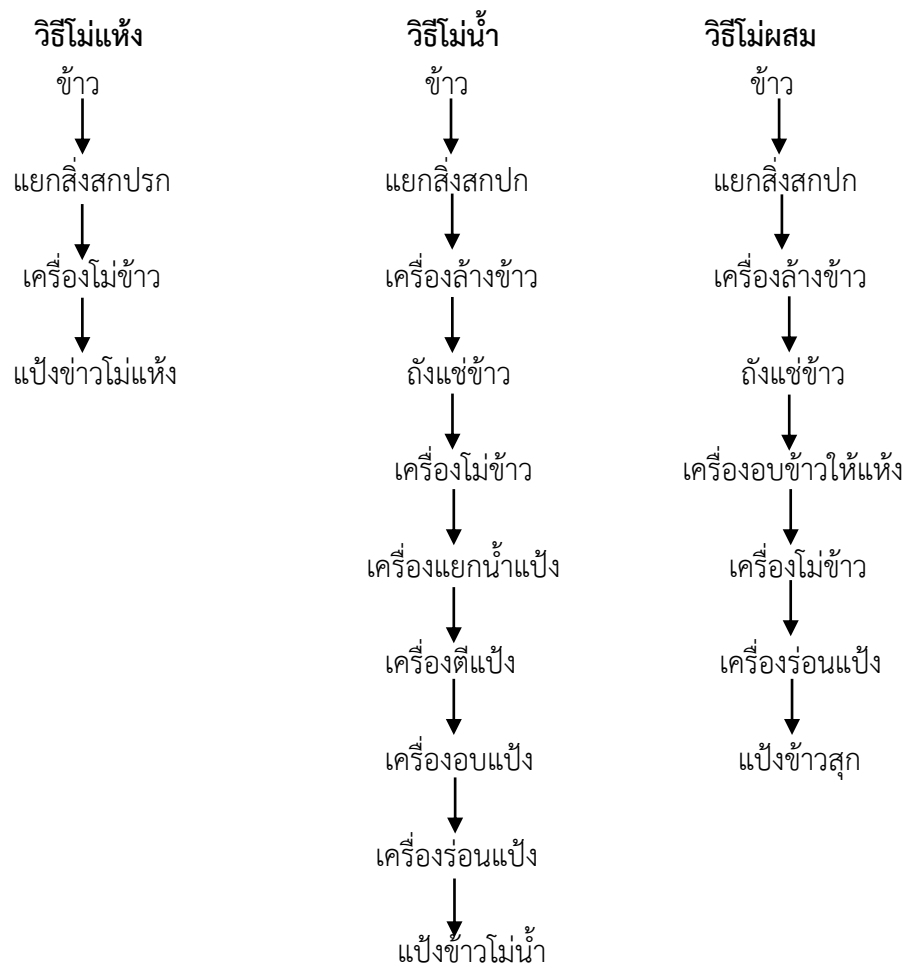 วิธีโม่แห้ง
ข้าว
แยกสิ่งสกปรก
เครื่องโม่ข้าว
แป้งข่าวโม่แห้ง
วิธีโม่น้ำ
ข้าว
แยกสิ่งสกปก
เครื่องล้างข้าว
ถังแช่ข้าว
เครื่องโม่ข้าว
เครื่องแยกน้ำแป้ง
เครื่องตีแป้ง
เครื่องอบแป้ง
เครื่องร่อนแป้ง
แป้งข้าวโม่น้ำ
วิธีโม่ผสม
ข้าว
แยกสิ่งสกปก
เครื่องล้างข้าว
ถังแช่ข้าว
เครื่องอบข้าวให้แห้ง
เครื่องโม่ข้าว
เครื่องร่อนแป้ง
แป้งข้าวสุก